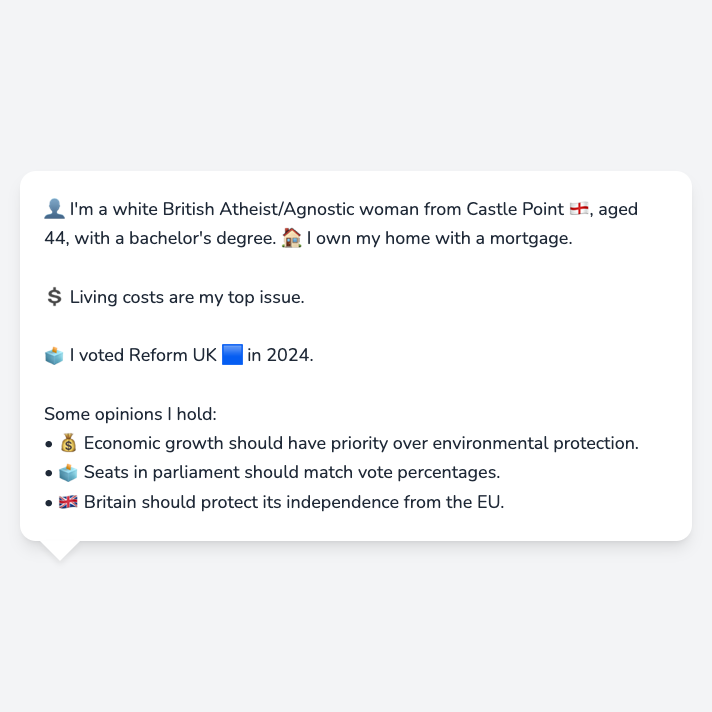 👤 I'm a white British Atheist/Agnostic woman from Castle Point 🏴󠁧󠁢󠁥󠁮󠁧󠁿, aged
44, with a bachelor's degree. 🏠 I own my home with a mortgage.
💲 Living costs are my top issue.
🗳️ I voted Reform UK 🟦 in 2024.
Some opinions I hold:
• 💰 Economic growth should have priority over environmental protection.
• 🗳️ Seats in parliament should match vote percentages.
• 🇬🇧 Britain should protect its independence from the EU.